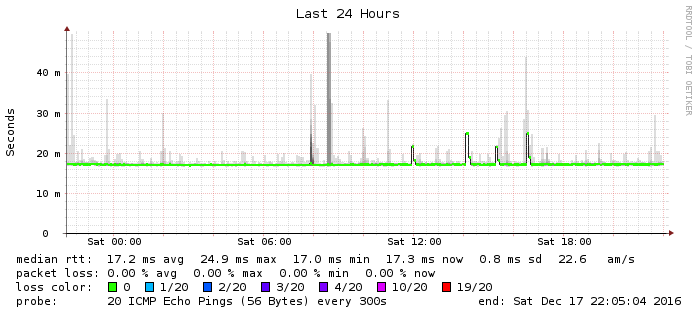 Last 24 Hours
RRDTOOL / TOBI OETIKER
Seconds
40 m
30 m
20 m
10 m
0
Sat 00:00 Sat 06:00 Sat 12:00 Sat 18:00
median rtt: 17.2 ms avg 24.9 ms max 17.0 ms min 17.3 ms now 0.8 ms sd 22.6 am/s
packet loss: 0.00 % avg 0.00 % max 0.00 % min 0.00 % now
loss color: 0 1/20 2/20 3/20 4/20 10/20 19/20
probe: 20 ICMP Echo Pings (56 Bytes) every 300s end: Sat Dec 17 22:05:04 2016